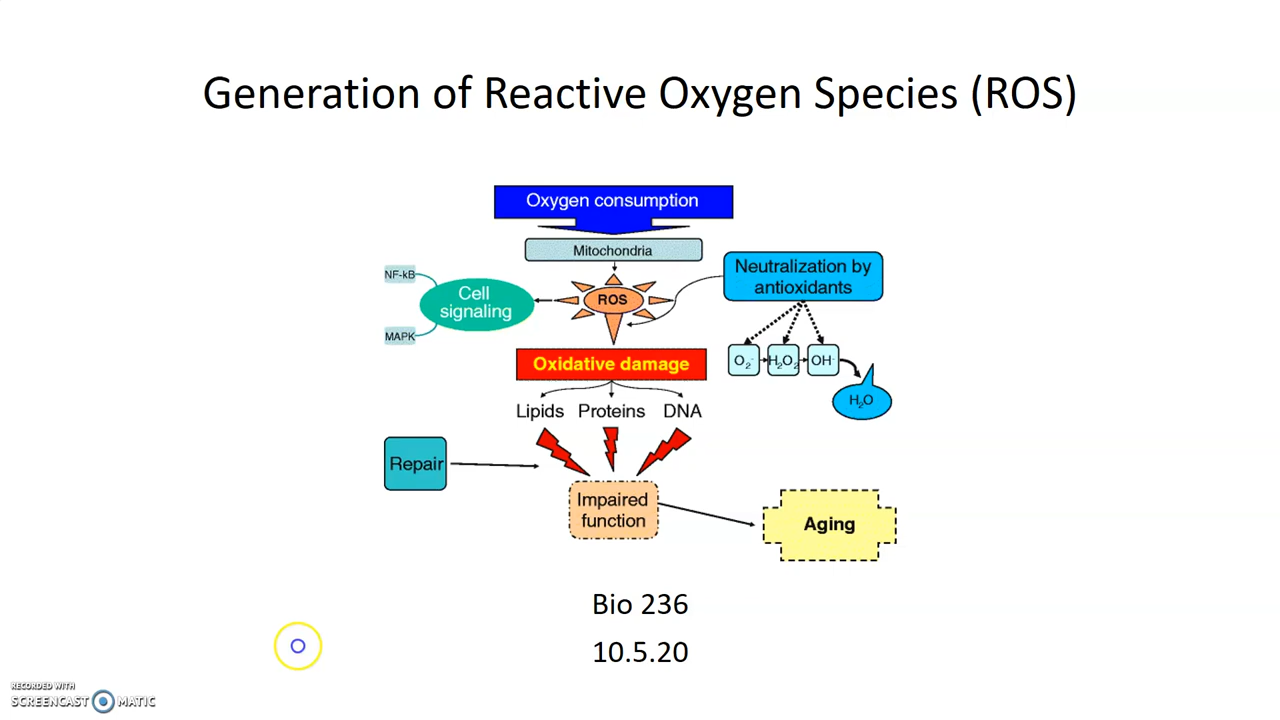 Generation of Reactive Oxygen Species (ROS)
Oxygen consumption
Mitochondria
NF-kB
Cell
signaling
MAPK
ROS
Neutralization by
antioxidants
O₂⁻
H₂O₂
OH⁻
H₂O
Oxidative damage
Lipids Proteins DNA
Repair
Impaired
function
Aging
Bio 236
10.5.20
RECORDED WITH
SCREENCAST MATIC